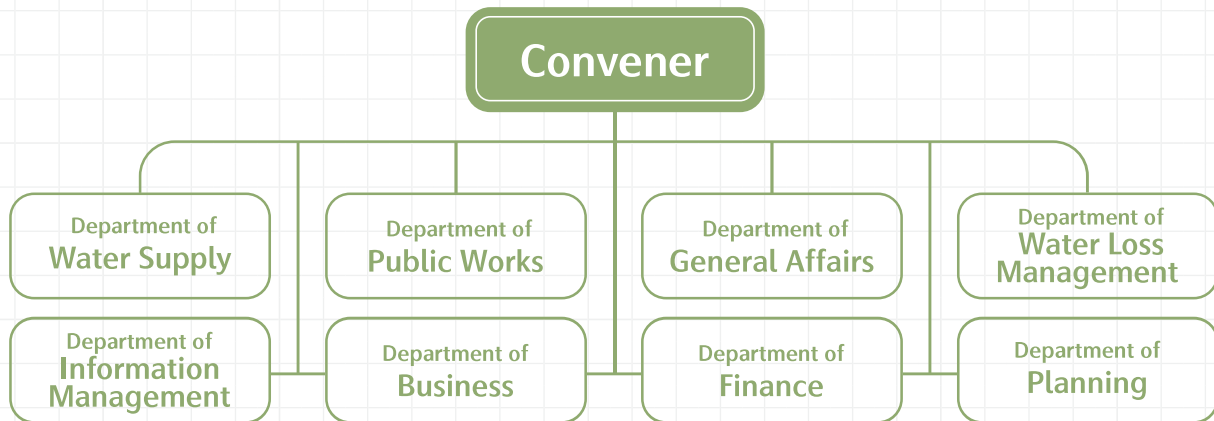 Convener
Department of
Water Supply
Department of
Public Works
Department of
General Affairs
Department of
Water Loss
Management
Department of
Information
Management
Department of
Business
Department of
Finance
Department of
Planning